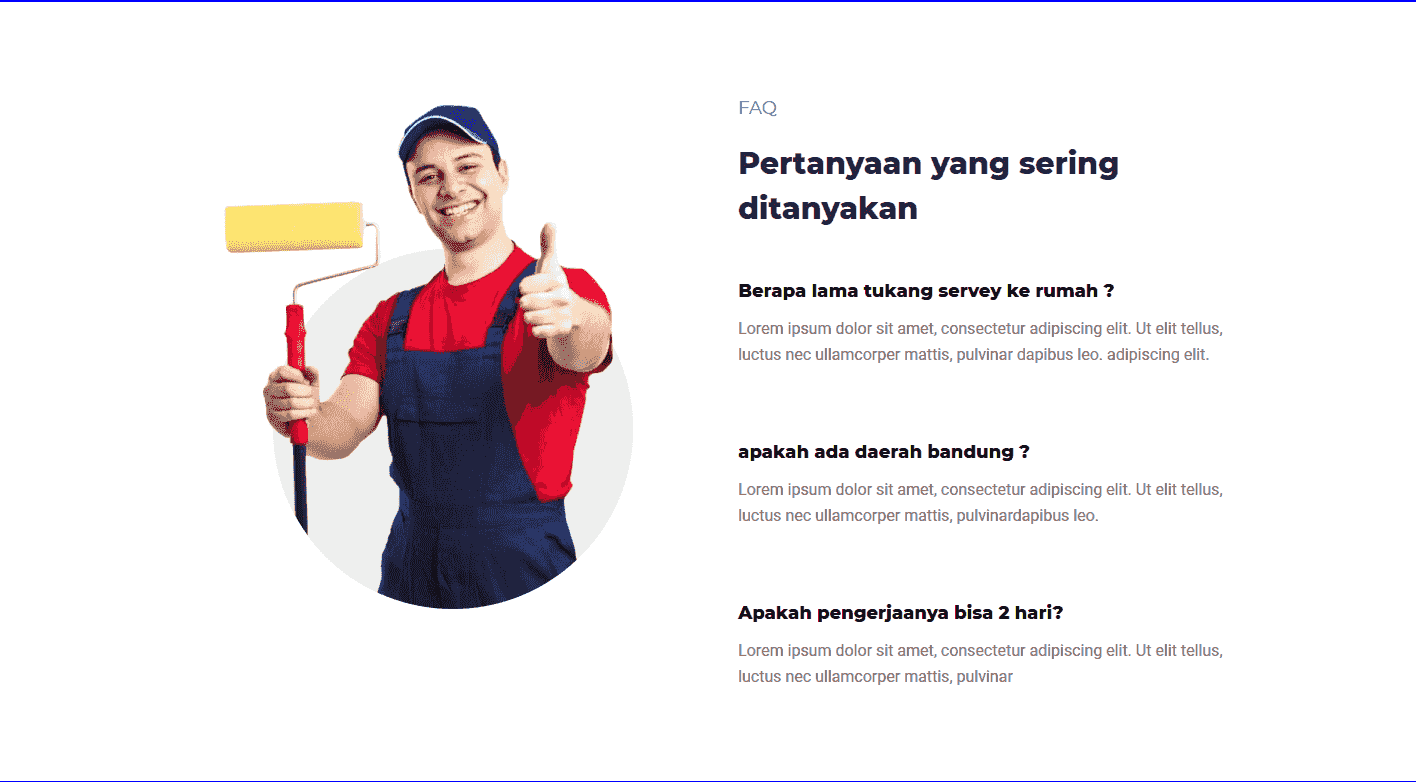 FAQ
Pertanyaan yang sering
ditanyakan
Berapa lama tukang servey ke rumah ?
Lorem ipsum dolor sit amet, consectetur adipiscing elit. Ut elit tellus,
luctus nec ullamcorper mattis, pulvinar dapibus leo. adipiscing elit.
apakah ada daerah bandung ?
Lorem ipsum dolor sit amet, consectetur adipiscing elit. Ut elit tellus,
luctus nec ullamcorper mattis, pulvinardapibus leo.
Apakah pengerjaanya bisa 2 hari?
Lorem ipsum dolor sit amet, consectetur adipiscing elit. Ut elit tellus,
luctus nec ullamcorper mattis, pulvinar